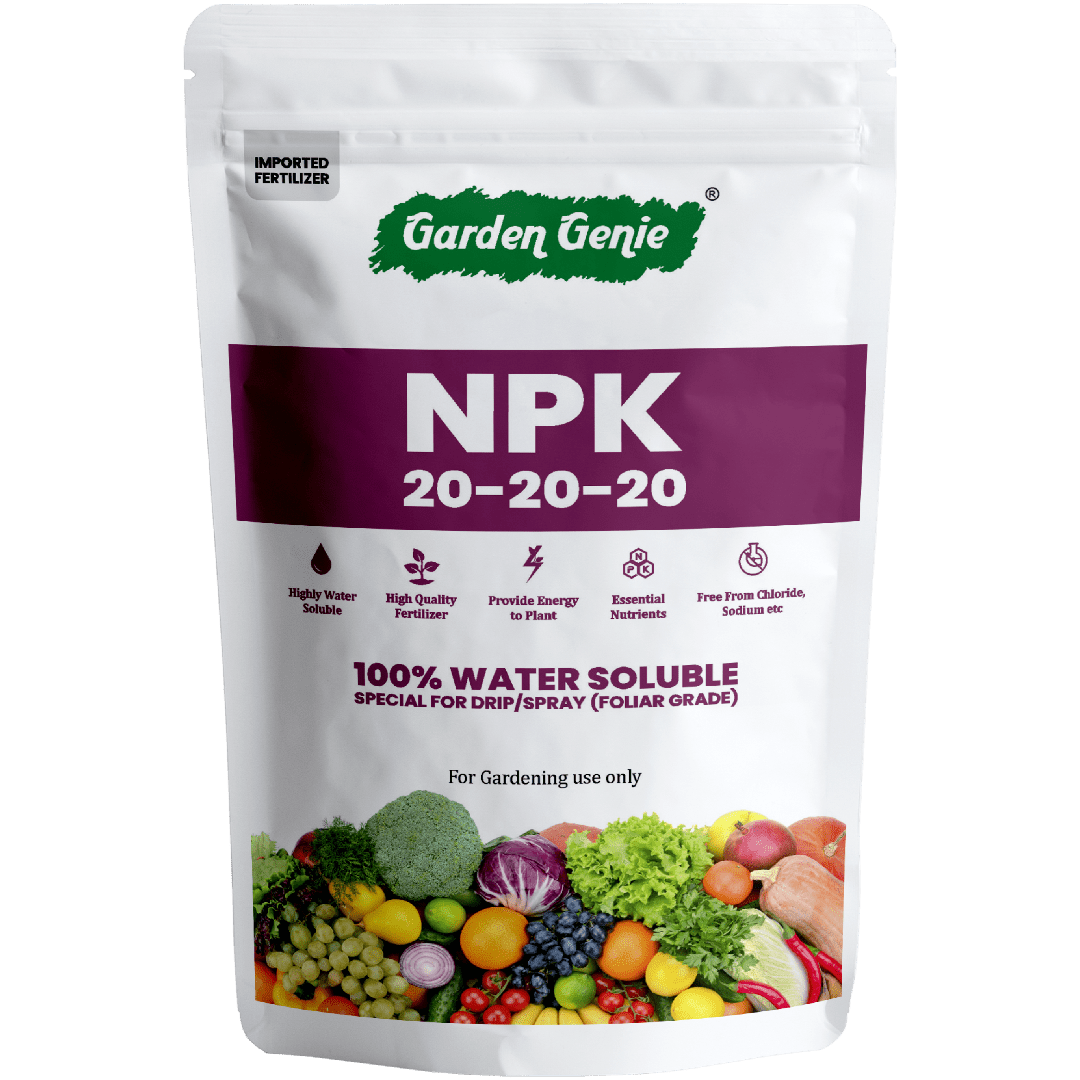 IMPORTED
FERTILIZER
Garden Genie ®
NPK
20-20-20
Highly Water
Soluble
High Quality
Fertilizer
Provide Energy
to Plant
N
P K
Essential
Nutrients
Free From Chloride,
Sodium etc
100% WATER SOLUBLE
SPECIAL FOR DRIP/SPRAY (FOLIAR GRADE)
For Gardening use only